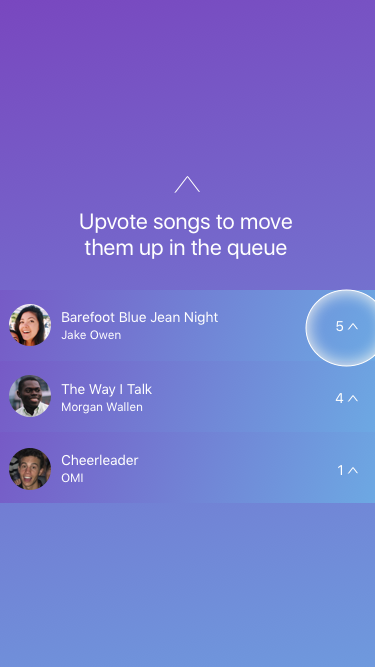 Upvote songs to move
them up in the queue
Barefoot Blue Jean Night
Jake Owen
5
The Way I Talk
Morgan Wallen
4
Cheerleader
OMI
1